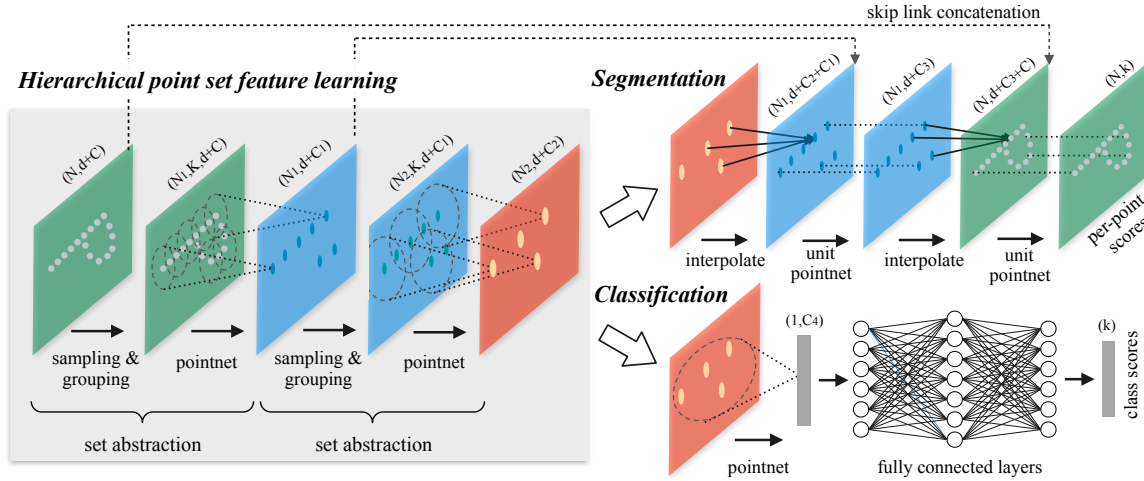 skip link concatenation
Hierarchical point set feature learning
(N,d+C)
(N1,K,d+C)
(N1,d+C1)
(N2,K,d+C1)
(N2,d+C2)
sampling &
grouping
pointnet
sampling &
grouping
pointnet
set abstraction
set abstraction
Segmentation
(N1,d+C2+C1)
(N1,d+C3)
(N,d+C3+C)
(N,k)
per-point
scores
interpolate
unit
pointnet
interpolate
unit
pointnet
Classification
(1,C4)
(k)
class scores
pointnet
fully connected layers